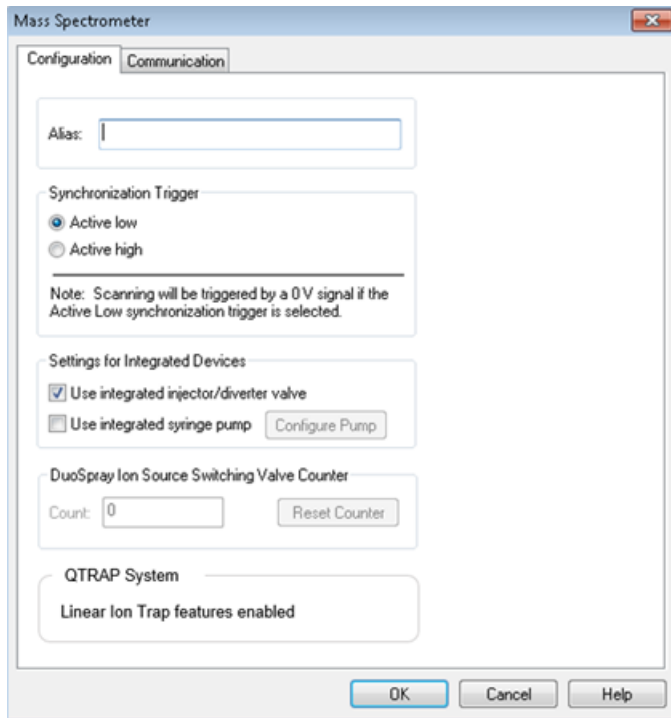 Mass Spectrometer
Configuration
Communication
Alias:
Synchronization Trigger
Active low
Active high
Note: Scanning will be triggered by a 0 V signal if the
Active Low synchronization trigger is selected.
Settings for Integrated Devices
Use integrated injector/diverter valve
Use integrated syringe pump
Configure Pump
DuoSpray Ion Source Switching Valve Counter
Count: 0
Reset Counter
QTRAP System
Linear Ion Trap features enabled
OK
Cancel
Help